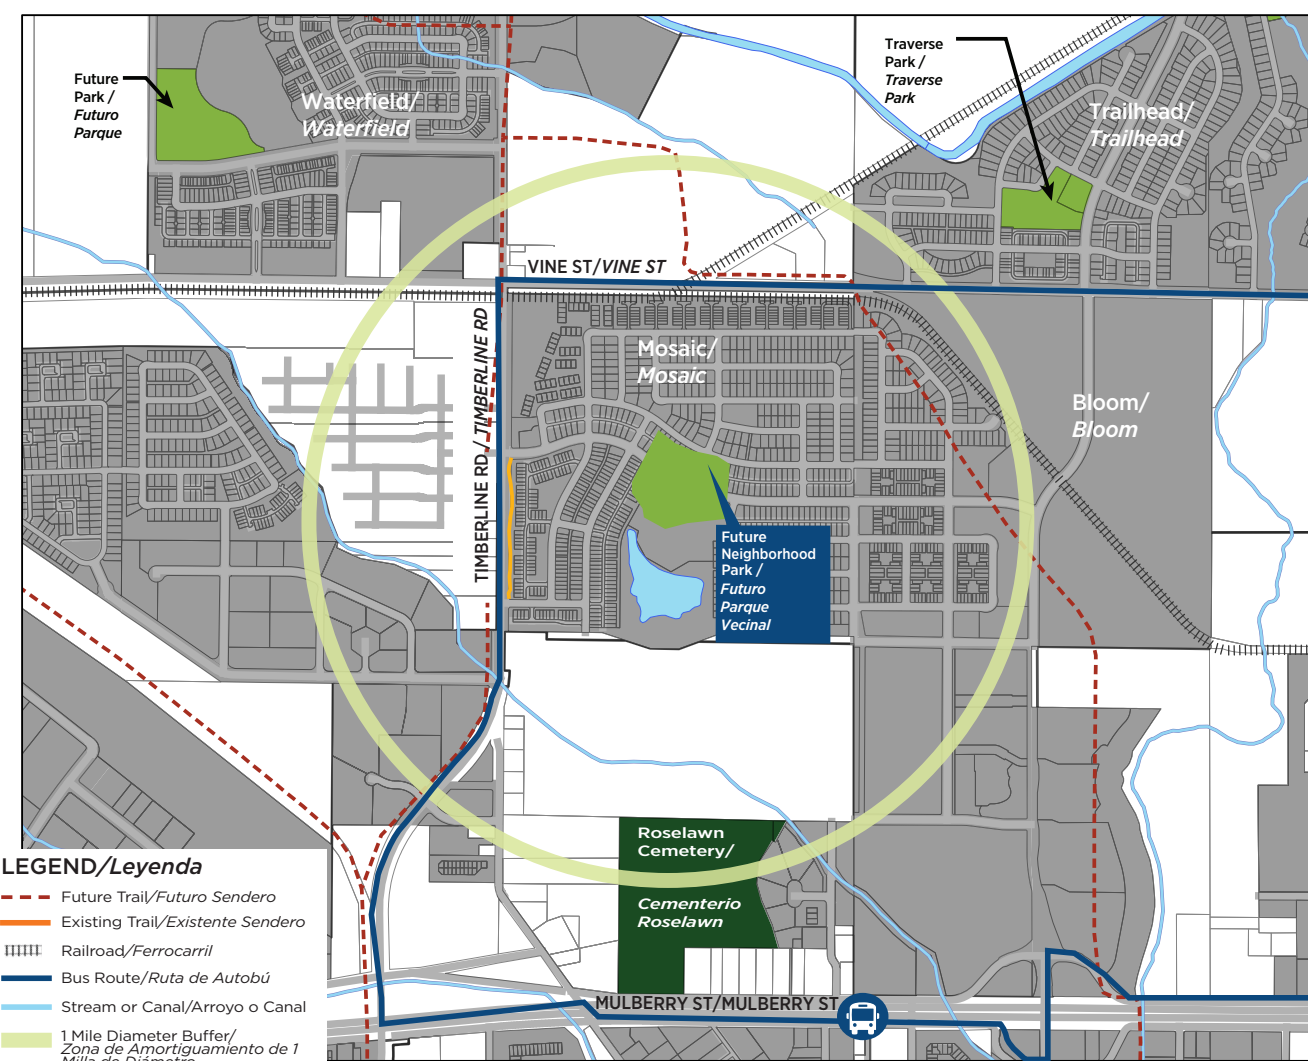 Future
Park /
Futuro
Parque
Waterfield/
Waterfield
Traverse
Park /
Traverse
Park
Trailhead/
Trailhead
VINE ST/VINE ST
TIMBERLINE RD/ TIMBERLINE RD
Mosaic/
Mosaic
Bloom/
Bloom
Future
Neighborhood
Park /
Futuro
Parque
Vecinal
Roselawn
Cemetery/
Cementerio
Roselawn
MULBERRY ST/MULBERRY ST
LEGEND/Leyenda
Future Trail/Futuro Sendero
Existing Trail/Existente Sendero
Railroad/Ferrocarril
Bus Route/Ruta de Autobú
Stream or Canal/Arroyo o Canal
1 Mile Diameter Buffer/
Zona de Amortiguamiento de 1
Milla de Diámetro